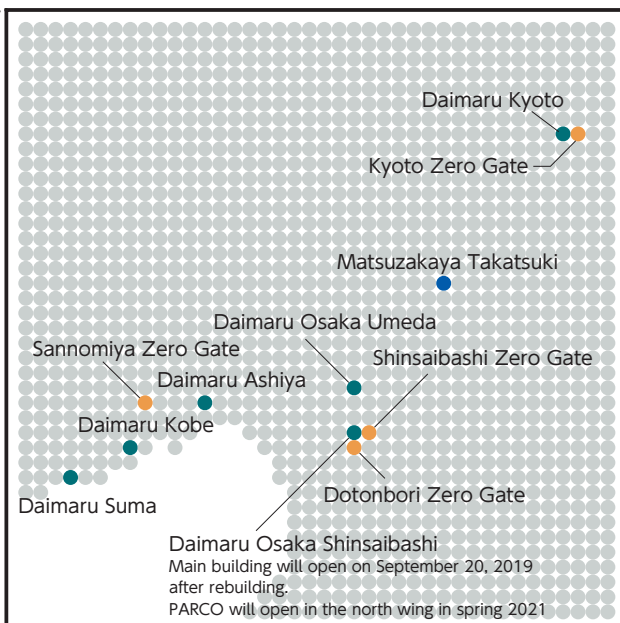 Daimaru Kyoto
Kyoto Zero Gate
Matsuzakaya Takatsuki
Daimaru Osaka Umeda
Sannomiya Zero Gate
Shinsaibashi Zero Gate
Daimaru Ashiya
Daimaru Kobe
Dotonbori Zero Gate
Daimaru Suma
Daimaru Osaka Shinsaibashi
Main building will open on September 20, 2019
after rebuilding.
PARCO will open in the north wing in spring 2021